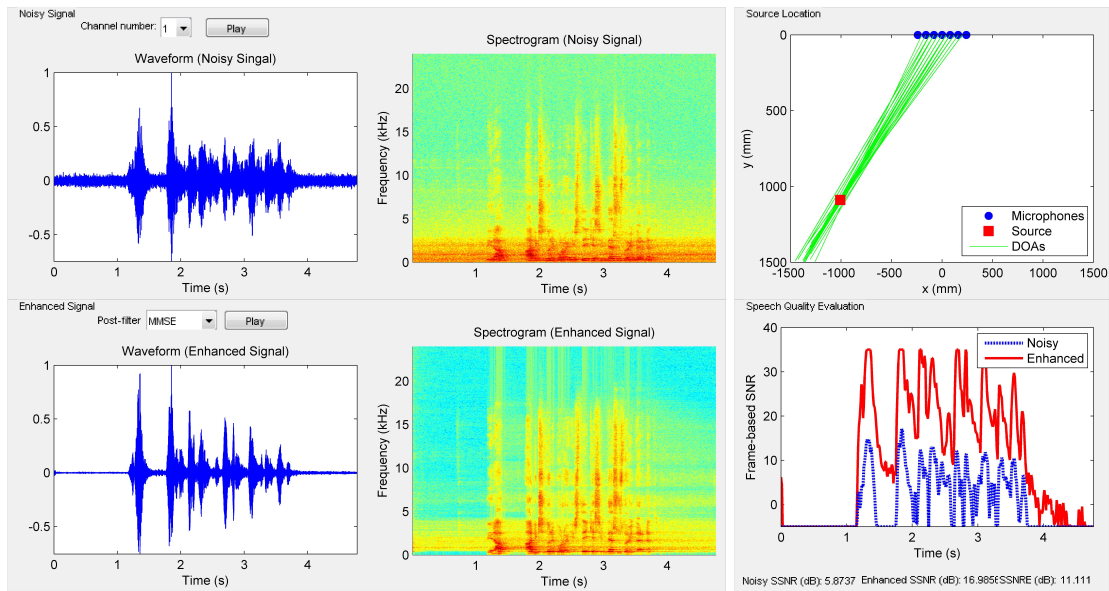 Noisy Signal
Channel number: 1 Play
Waveform (Noisy Singal)
1
0.5
0
-0.5
0 1 2 3 4
Time (s)
Spectrogram (Noisy Signal)
Frequency (kHz)
20
15
10
5
0
1 2 3 4
Time (s)
Source Location
y (mm)
0
500
1000
1500
-1500 -1000 -500 0 500 1000 1500
x (mm)
Microphones
Source
DOAs
Enhanced Signal
Post-filter MMSE Play
Waveform (Enhanced Signal)
1
0.5
0
-0.5
0 1 2 3 4
Time (s)
Spectrogram (Enhanced Signal)
Frequency (kHz)
20
15
10
5
0
1 2 3 4
Time (s)
Speech Quality Evaluation
Frame-based SNR
40
30
20
10
0
0 1 2 3 4
Time (s)
Noisy
Enhanced
Noisy SSNR (dB): 5.8737 Enhanced SSNR (dB): 16.985 SSNRE (dB): 11.111